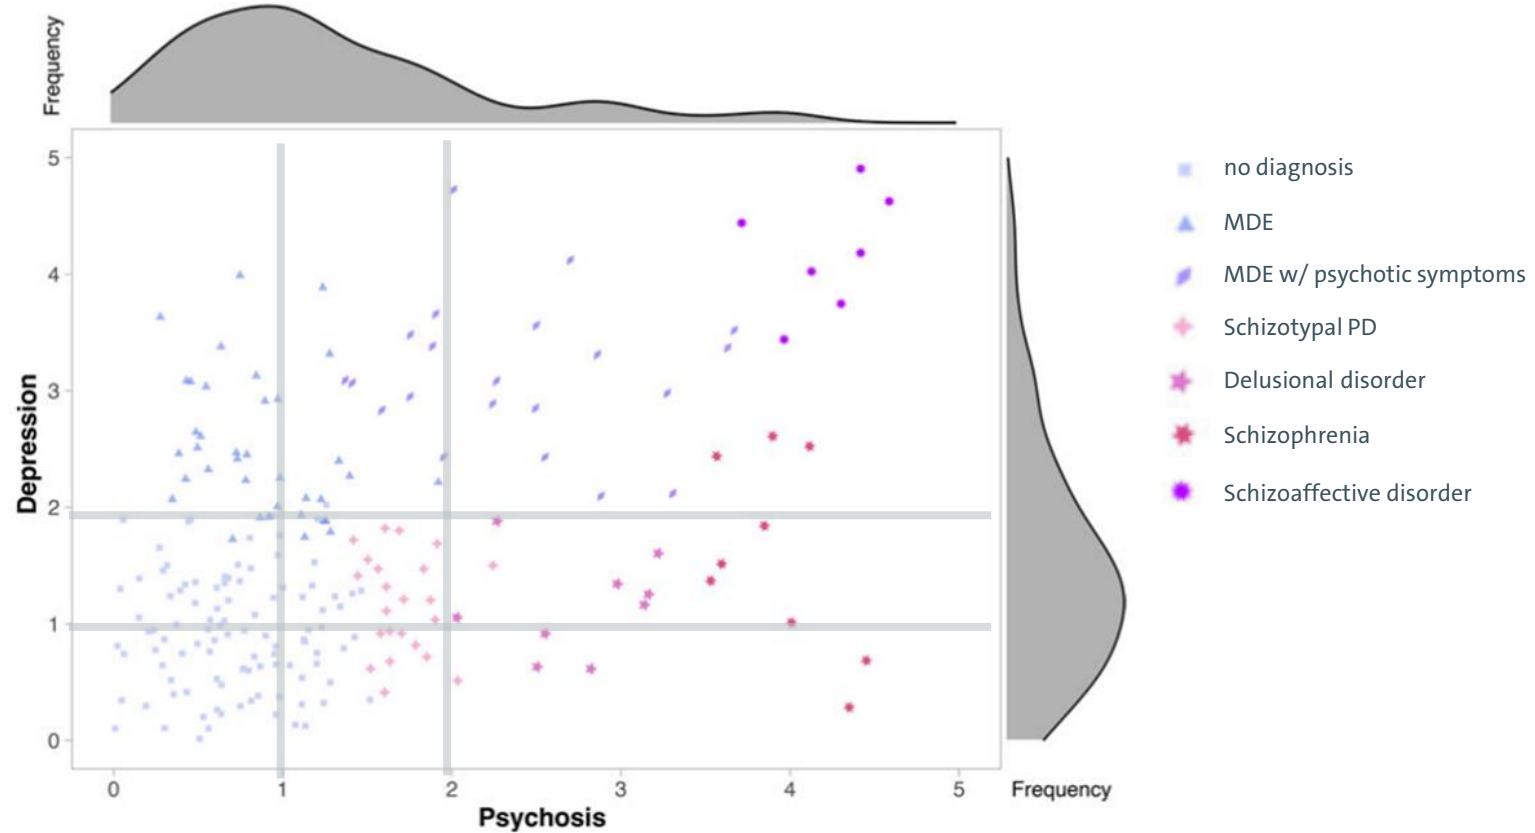 Frequency
5
4
3
2
1
0
Depression
0
1
2
3
4
5
Psychosis
Frequency
no diagnosis
MDE
MDE w/ psychotic symptoms
Schizotypal PD
Delusional disorder
Schizophrenia
Schizoaffective disorder